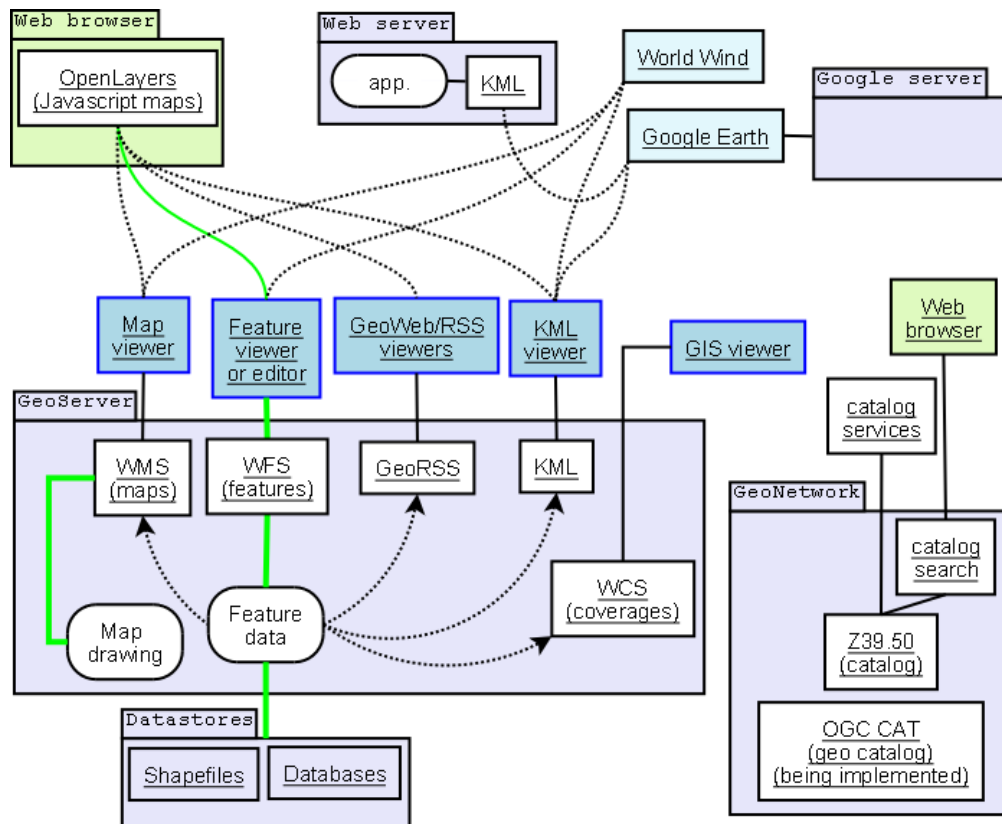 Web browser
OpenLayers
(Javascript maps)
Web server
app.
KML
World Wind
Google Earth
Google server
Map
viewer
Feature
viewer
or editor
GeoWeb/RSS
viewers
KML
viewer
GIS viewer
Web
browser
GeoServer
WMS
(maps)
WFS
(features)
GeoRSS
KML
WCS
(coverages)
Map
drawing
Feature
data
catalog
services
GeoNetwork
catalog
search
Z39.50
(catalog)
OGC CAT
(geo catalog)
(being implemented)
Datastores
Shapefiles
Databases